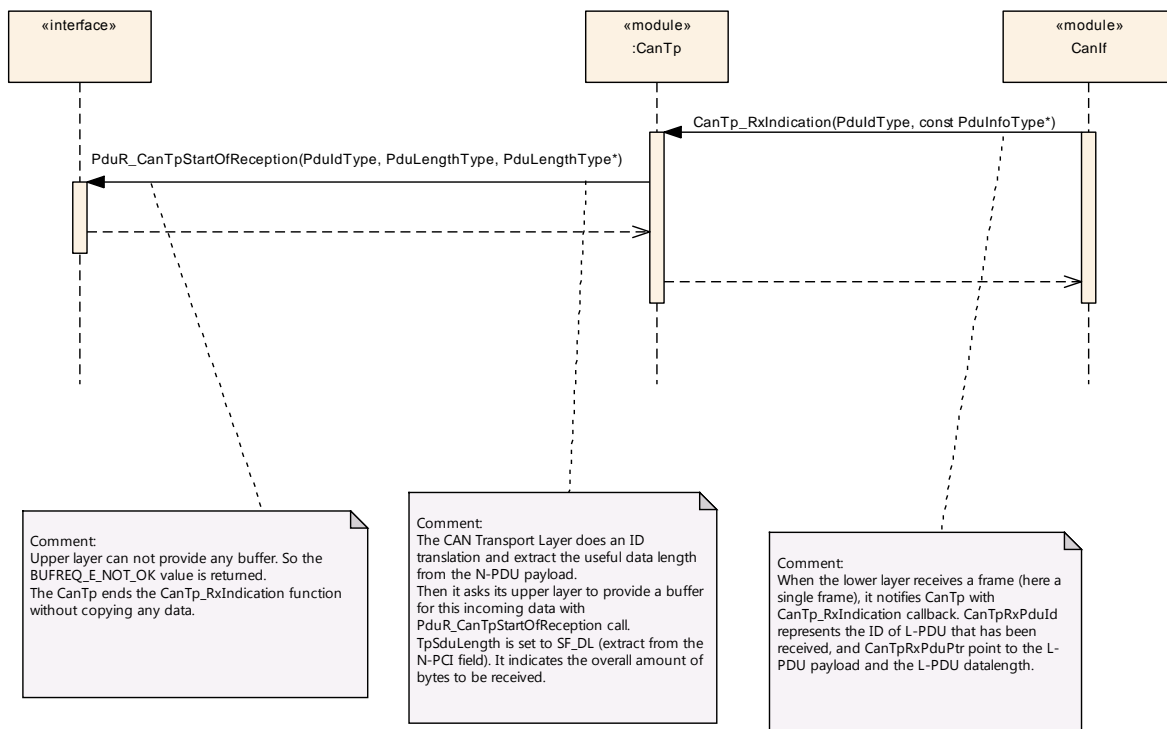 «interface»
«module»
:CanTp
«module»
CanIf
CanTp_RxIndication(PduIdType, const PduInfoType*)
PduR_CanTpStartOfReception(PduIdType, PduLengthType, PduLengthType*)
Comment:
Upper layer can not provide any buffer. So the
BUFREQ_E_NOT_OK value is returned.
The CanTp ends the CanTp_RxIndication function
without copying any data.
Comment:
The CAN Transport Layer does an ID
translation and extract the useful data length
from the N-PDU payload.
Then it asks its upper layer to provide a buffer
for this incoming data with
PduR_CanTpStartOfReception call.
TpSduLength is set to SF_DL (extract from the
N-PCI field). It indicates the overall amount of
bytes to be received.
Comment:
When the lower layer receives a frame (here a
single frame), it notifies CanTp with
CanTp_RxIndication callback. CanTpRxPduId
represents the ID of L-PDU that has been
received, and CanTpRxPduPtr point to the L-
PDU payload and the L-PDU datalength.